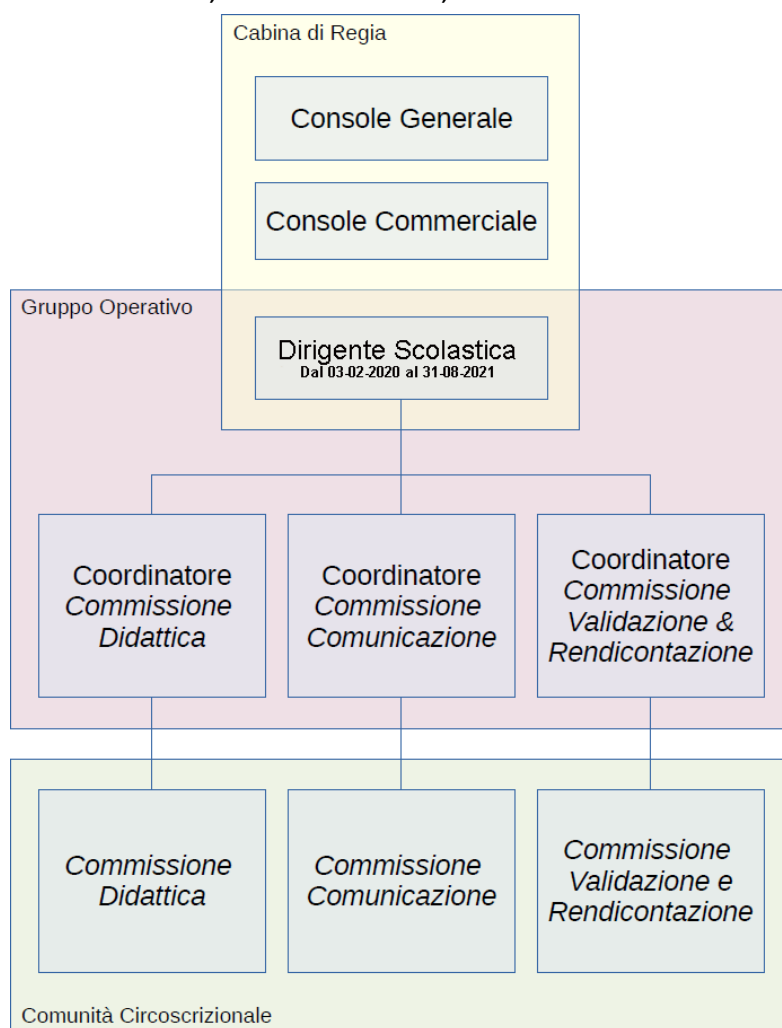 Cabina di Regia
Console Generale
Console Commerciale
Gruppo Operativo
Dirigente Scolastica
Dal 03-02-2020 al 31-08-2021
Coordinatore
Commissione
Didattica
Coordinatore
Commissione
Comunicazione
Coordinatore
Commissione
Validazione &
Rendicontazione
Commissione
Didattica
Commissione
Comunicazione
Commissione
Validazione e
Rendicontazione
Comunità Circoscrizionale